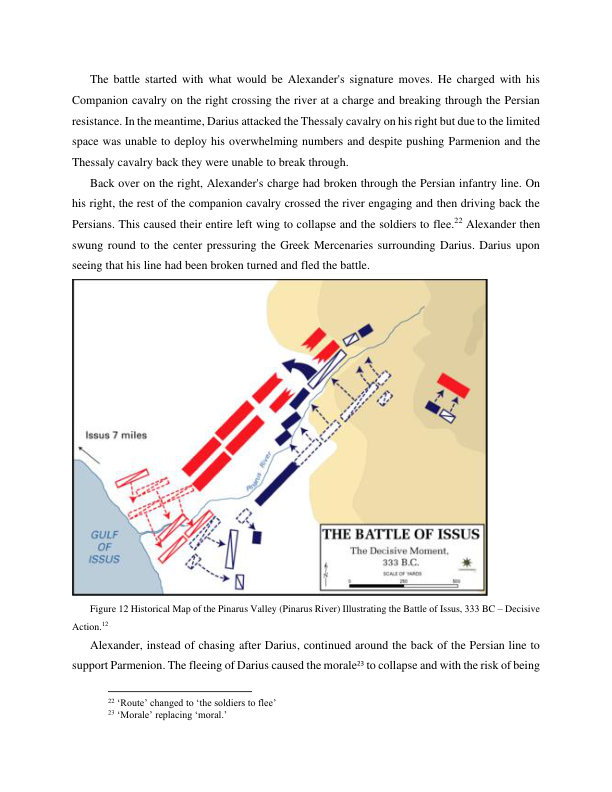 The battle started with what would be Alexander's signature moves. He charged with his
Companion cavalry on the right crossing the river at a charge and breaking through the Persian
resistance. In the meantime, Darius attacked the Thessaly cavalry on his right but due to the limited
space was unable to deploy his overwhelming numbers and despite pushing Parmenion and the
Thessaly cavalry back they were unable to break through.
Back over on the right, Alexander's charge had broken through the Persian infantry line. On
his right, the rest of the companion cavalry crossed the river engaging and then driving back the
Persians. This caused their entire left wing to collapse and the soldiers to flee.²² Alexander then
swung round to the center pressuring the Greek Mercenaries surrounding Darius. Darius upon
seeing that his line had been broken turned and fled the battle.
Issus 7 miles
Pinarus River
GULF
OF
ISSUS
THE BATTLE OF ISSUS
The Decisive Moment,
333 B.C.
SCALE OF YARDS
0 250 500
Figure 12 Historical Map of the Pinarus Valley (Pinarus River) Illustrating the Battle of Issus, 333 BC – Decisive
Action.¹²
Alexander, instead of chasing after Darius, continued around the back of the Persian line to
support Parmenion. The fleeing of Darius caused the morale²³ to collapse and with the risk of being
²² ‘Route’ changed to ‘the soldiers to flee’
²³ ‘Morale’ replacing ‘moral.’